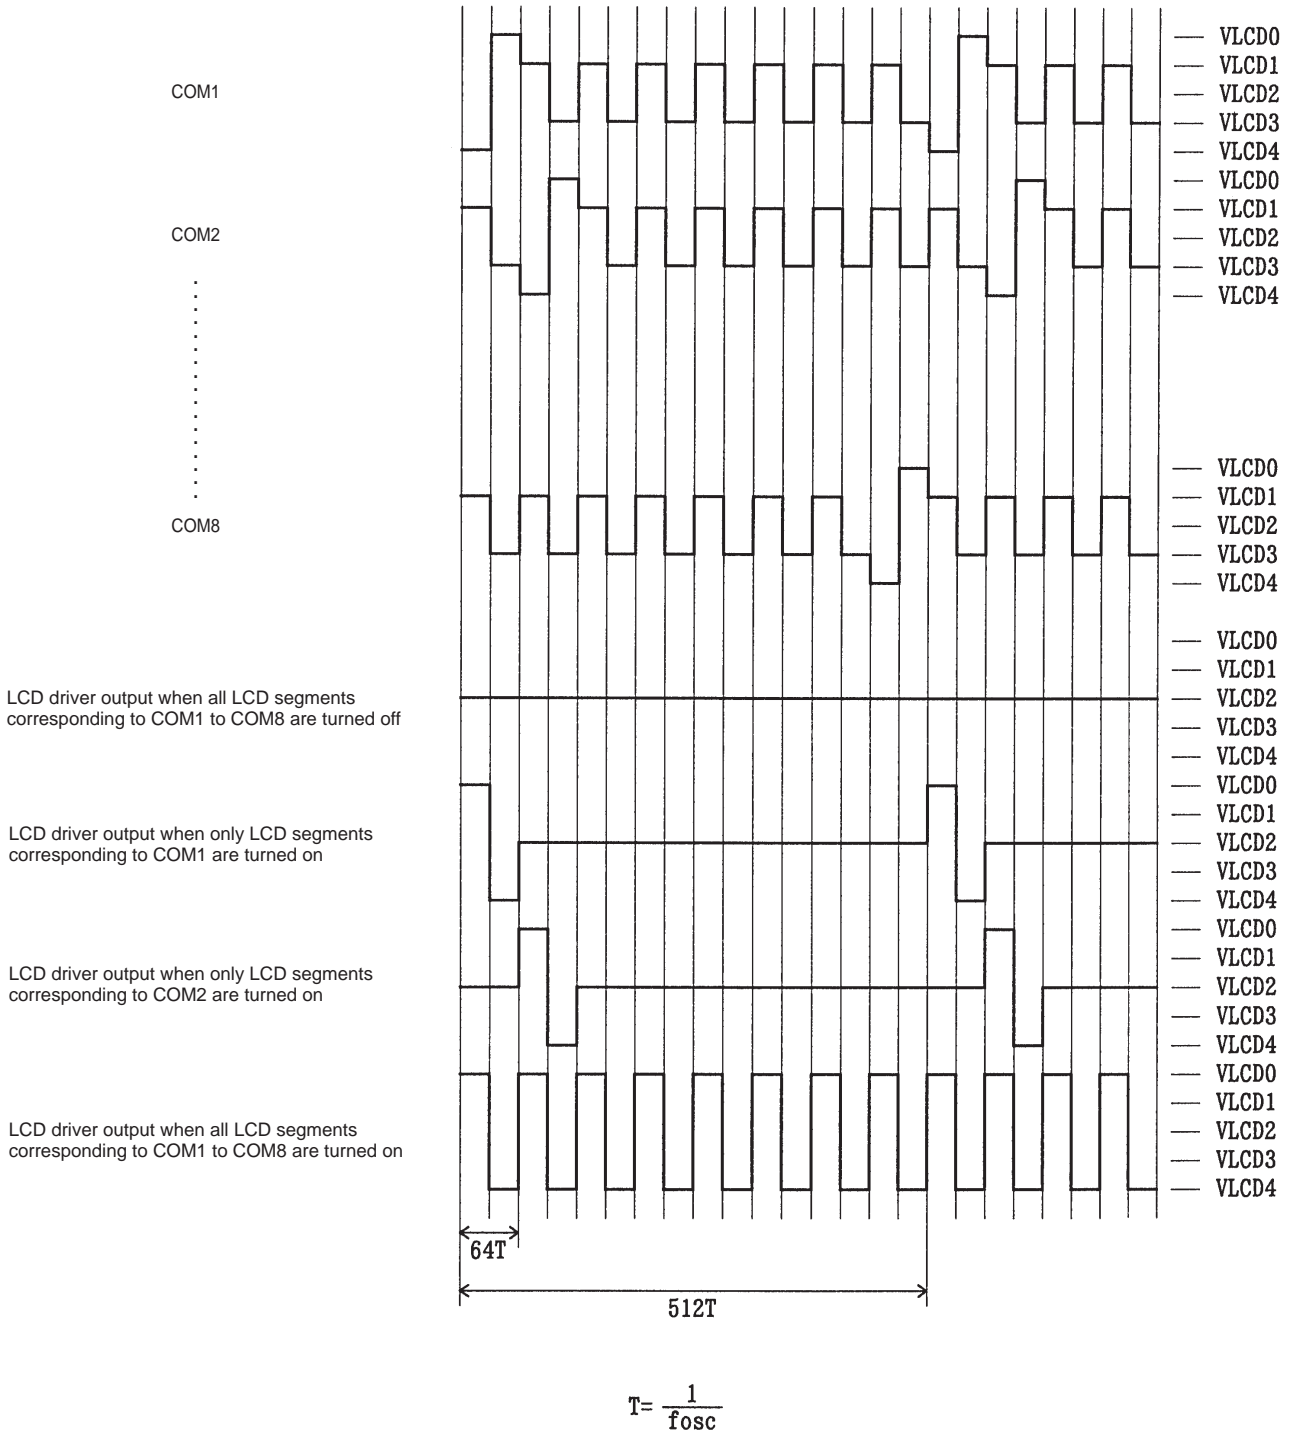 VLCD0
VLCD1
COM1
VLCD2
VLCD3
VLCD4
VLCD0
VLCD1
COM2
VLCD2
VLCD3
VLCD4
VLCD0
VLCD1
COM8
VLCD2
VLCD3
VLCD4
VLCD0
VLCD1
LCD driver output when all LCD segments
corresponding to COM1 to COM8 are turned off
VLCD2
VLCD3
VLCD4
VLCD0
VLCD1
LCD driver output when only LCD segments
corresponding to COM1 are turned on
VLCD2
VLCD3
VLCD4
VLCD0
VLCD1
LCD driver output when only LCD segments
corresponding to COM2 are turned on
VLCD2
VLCD3
VLCD4
VLCD0
VLCD1
LCD driver output when all LCD segments
corresponding to COM1 to COM8 are turned on
VLCD2
VLCD3
VLCD4
64T
512T
T= 1
fosc